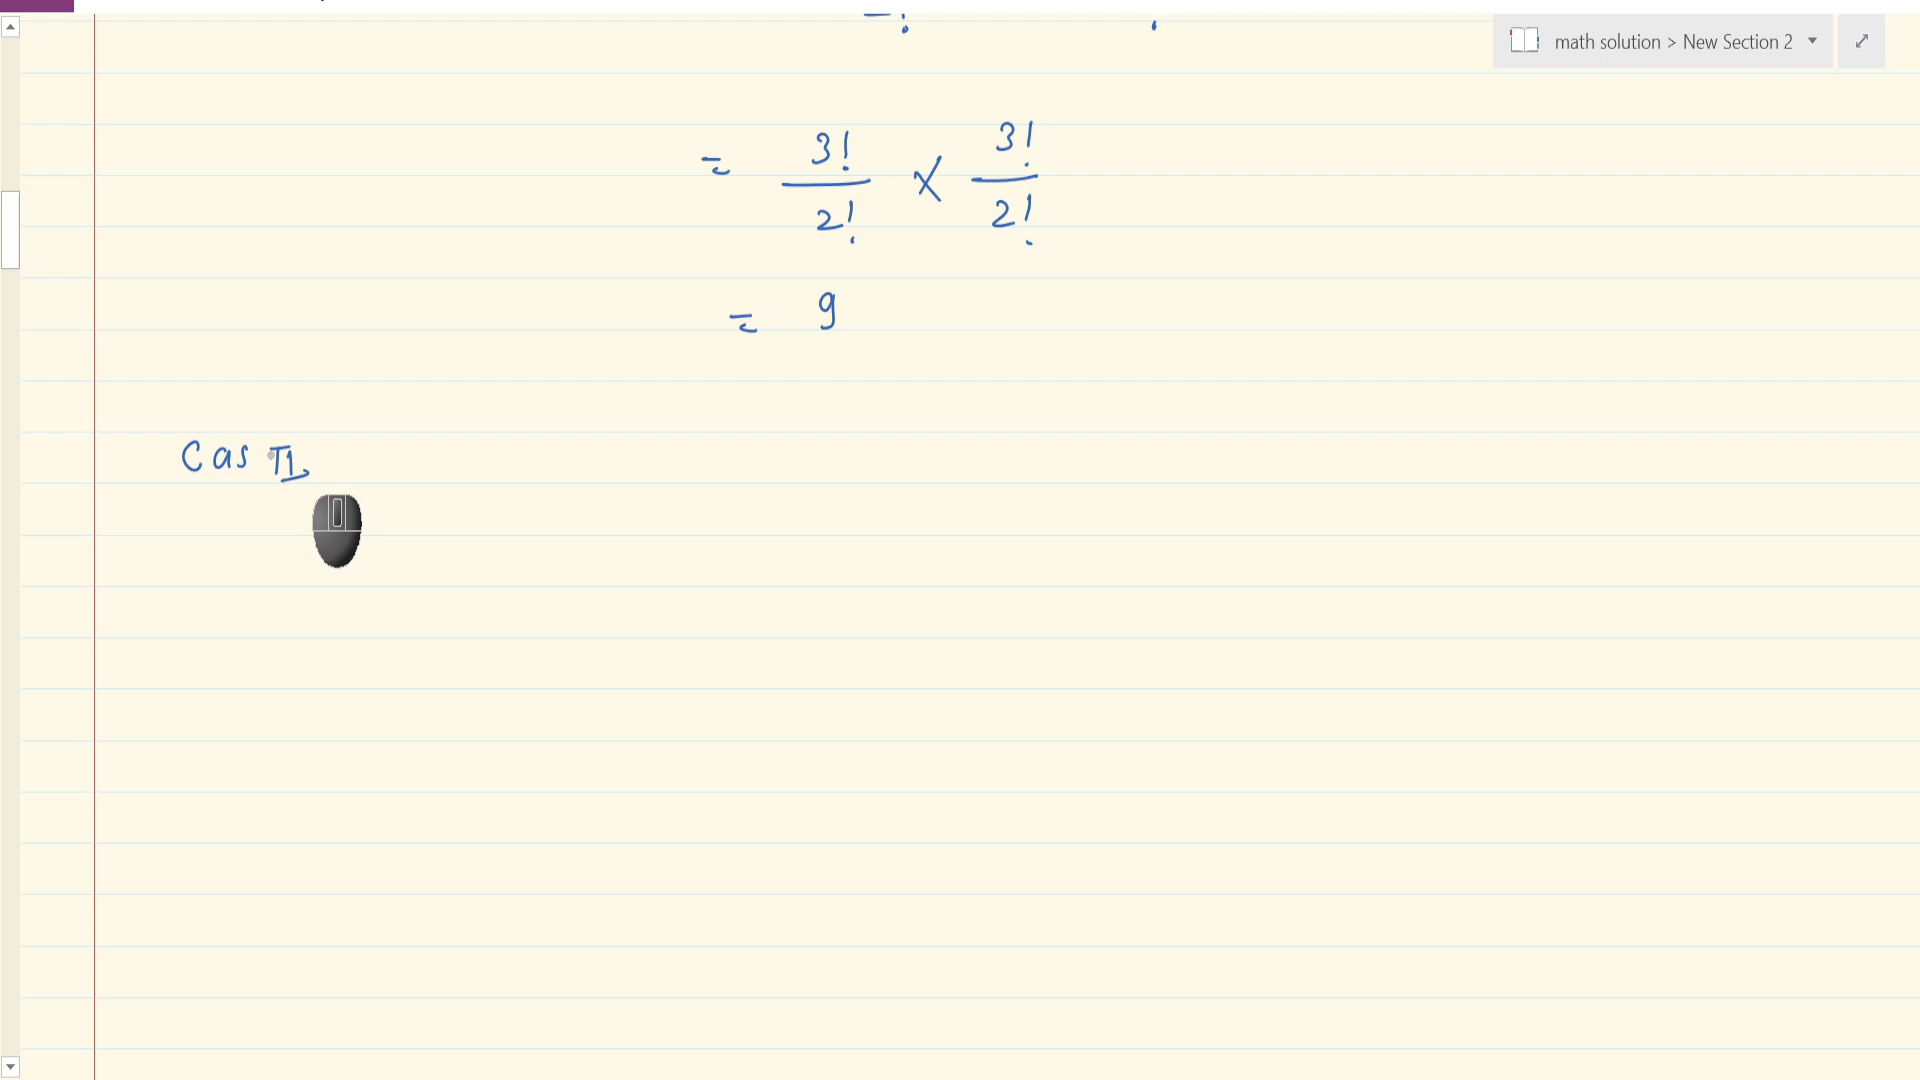 math solution > New Section 2
= 3! / 2! X 3! / 2!
= 9
Cas II